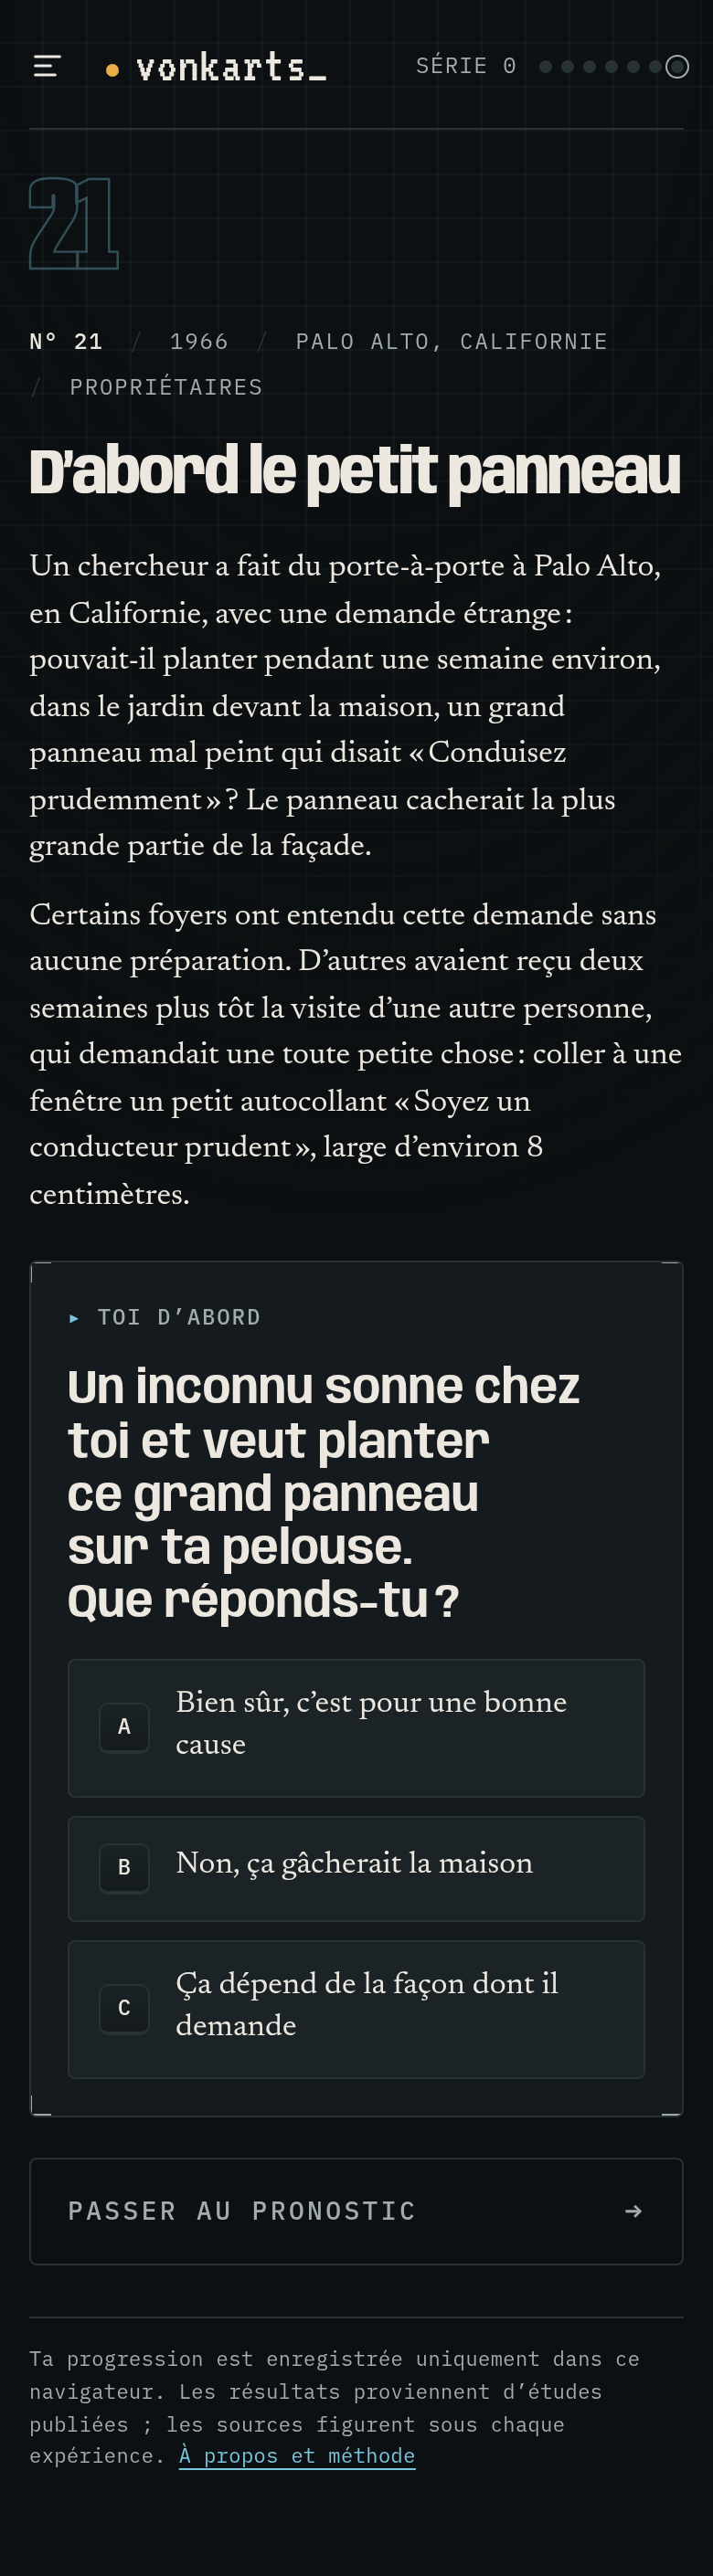 vonkarts_
SÉRIE 0
21
N° 21 / 1966 / PALO ALTO, CALIFORNIE
/ PROPRIÉTAIRES
D’abord le petit panneau
Un chercheur a fait du porte-à-porte à Palo Alto,
en Californie, avec une demande étrange :
pouvait-il planter pendant une semaine environ,
dans le jardin devant la maison, un grand
panneau mal peint qui disait « Conduisez
prudemment » ? Le panneau cacherait la plus
grande partie de la façade.
Certains foyers ont entendu cette demande sans
aucune préparation. D’autres avaient reçu deux
semaines plus tôt la visite d’une autre personne,
qui demandait une toute petite chose : coller à une
fenêtre un petit autocollant « Soyez un
conducteur prudent », large d’environ 8
centimètres.
▸ TOI D’ABORD
Un inconnu sonne chez
toi et veut planter
ce grand panneau
sur ta pelouse.
Que réponds-tu ?
A Bien sûr, c’est pour une bonne
cause
B Non, ça gâcherait la maison
C Ça dépend de la façon dont il
demande
PASSER AU PRONOSTIC →
Ta progression est enregistrée uniquement dans ce
navigateur. Les résultats proviennent d’études
publiées ; les sources figurent sous chaque
expérience. À propos et méthode